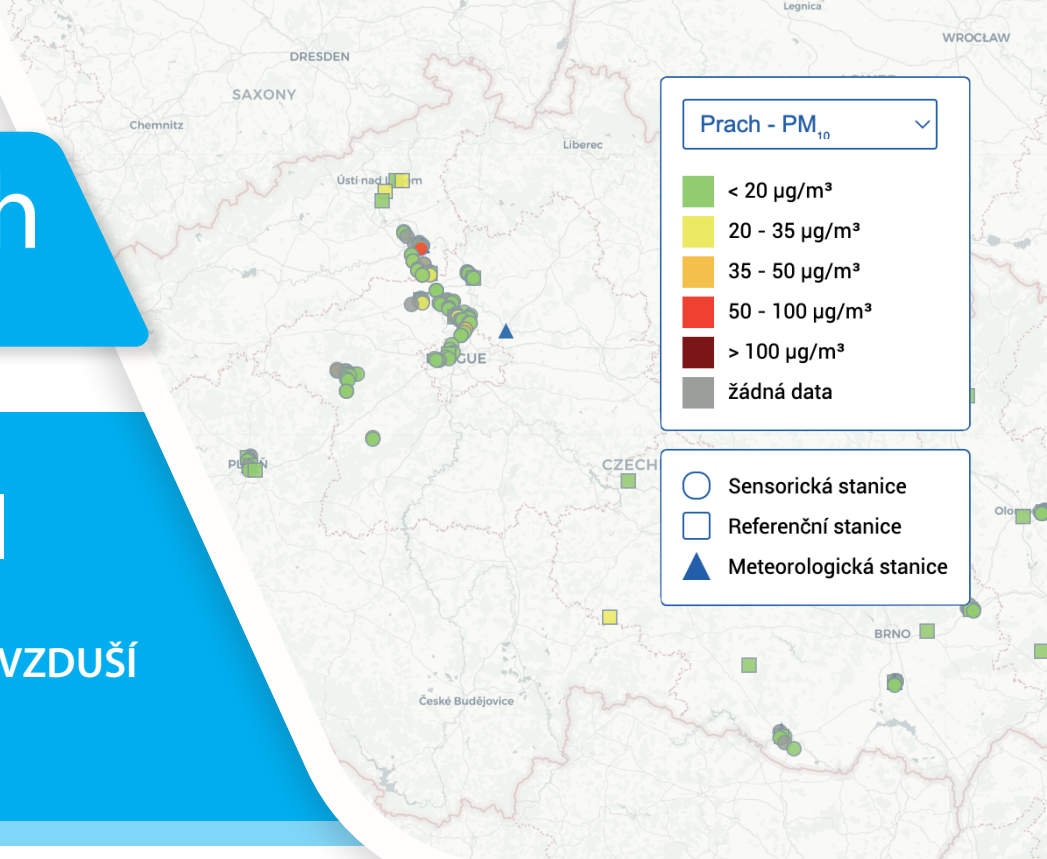 Legnica
WROCŁAW
DRESDEN
SAXONY
Chemnitz
Liberec
h
Prach - PM₁₀
< 20 µg/m³
20 - 35 µg/m³
35 - 50 µg/m³
50 - 100 µg/m³
> 100 µg/m³
žádná data
GUE
CZECH
Sensorická stanice
Referenční stanice
Meteorologická stanice
BRNO
VZDUŠÍ
České Budějovice